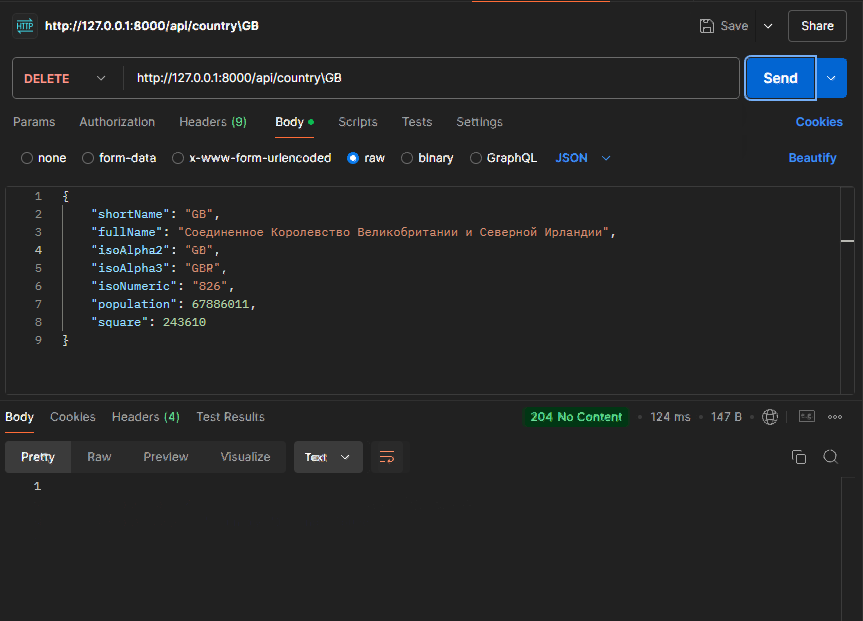 HTTP http://127.0.0.1:8000/api/country\GB Save Share
DELETE http://127.0.0.1:8000/api/country\GB Send
Params Authorization Headers (9) Body Scripts Tests Settings Cookies
none form-data x-www-form-urlencoded raw binary GraphQL JSON Beautify
1 {
2 "shortName": "GB",
3 "fullName": "Соединенное Королевство Великобритании и Северной Ирландии",
4 "isoAlpha2": "GB",
5 "isoAlpha3": "GBR",
6 "isoNumeric": "826",
7 "population": 67886011,
8 "square": 243610
9 }
Body Cookies Headers (4) Test Results 204 No Content 124 ms 147 B
Pretty Raw Preview Visualize Text
1